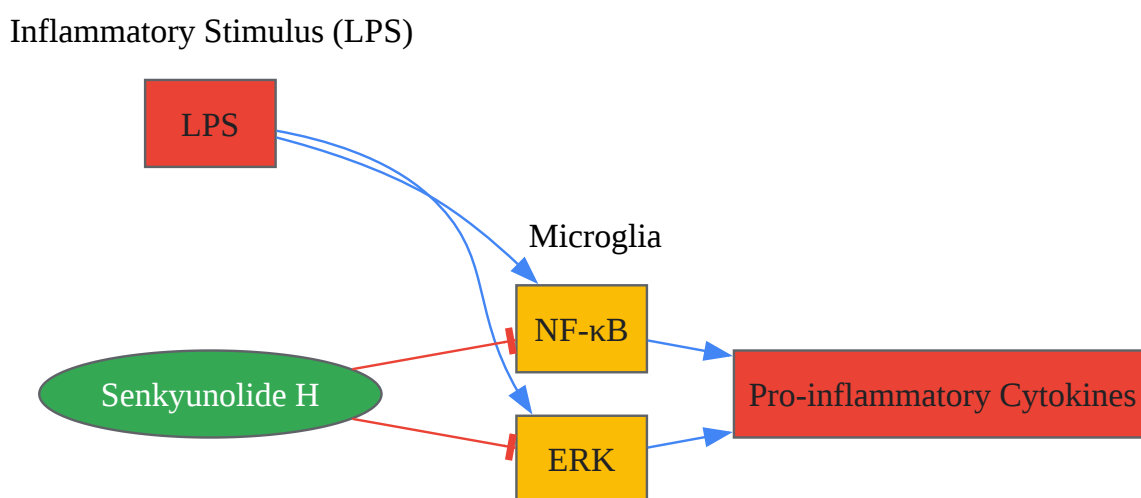 Inflammatory Stimulus (LPS)
LPS
Microglia
NF-κB
Senkyunolide H
Pro-inflammatory Cytokines
ERK